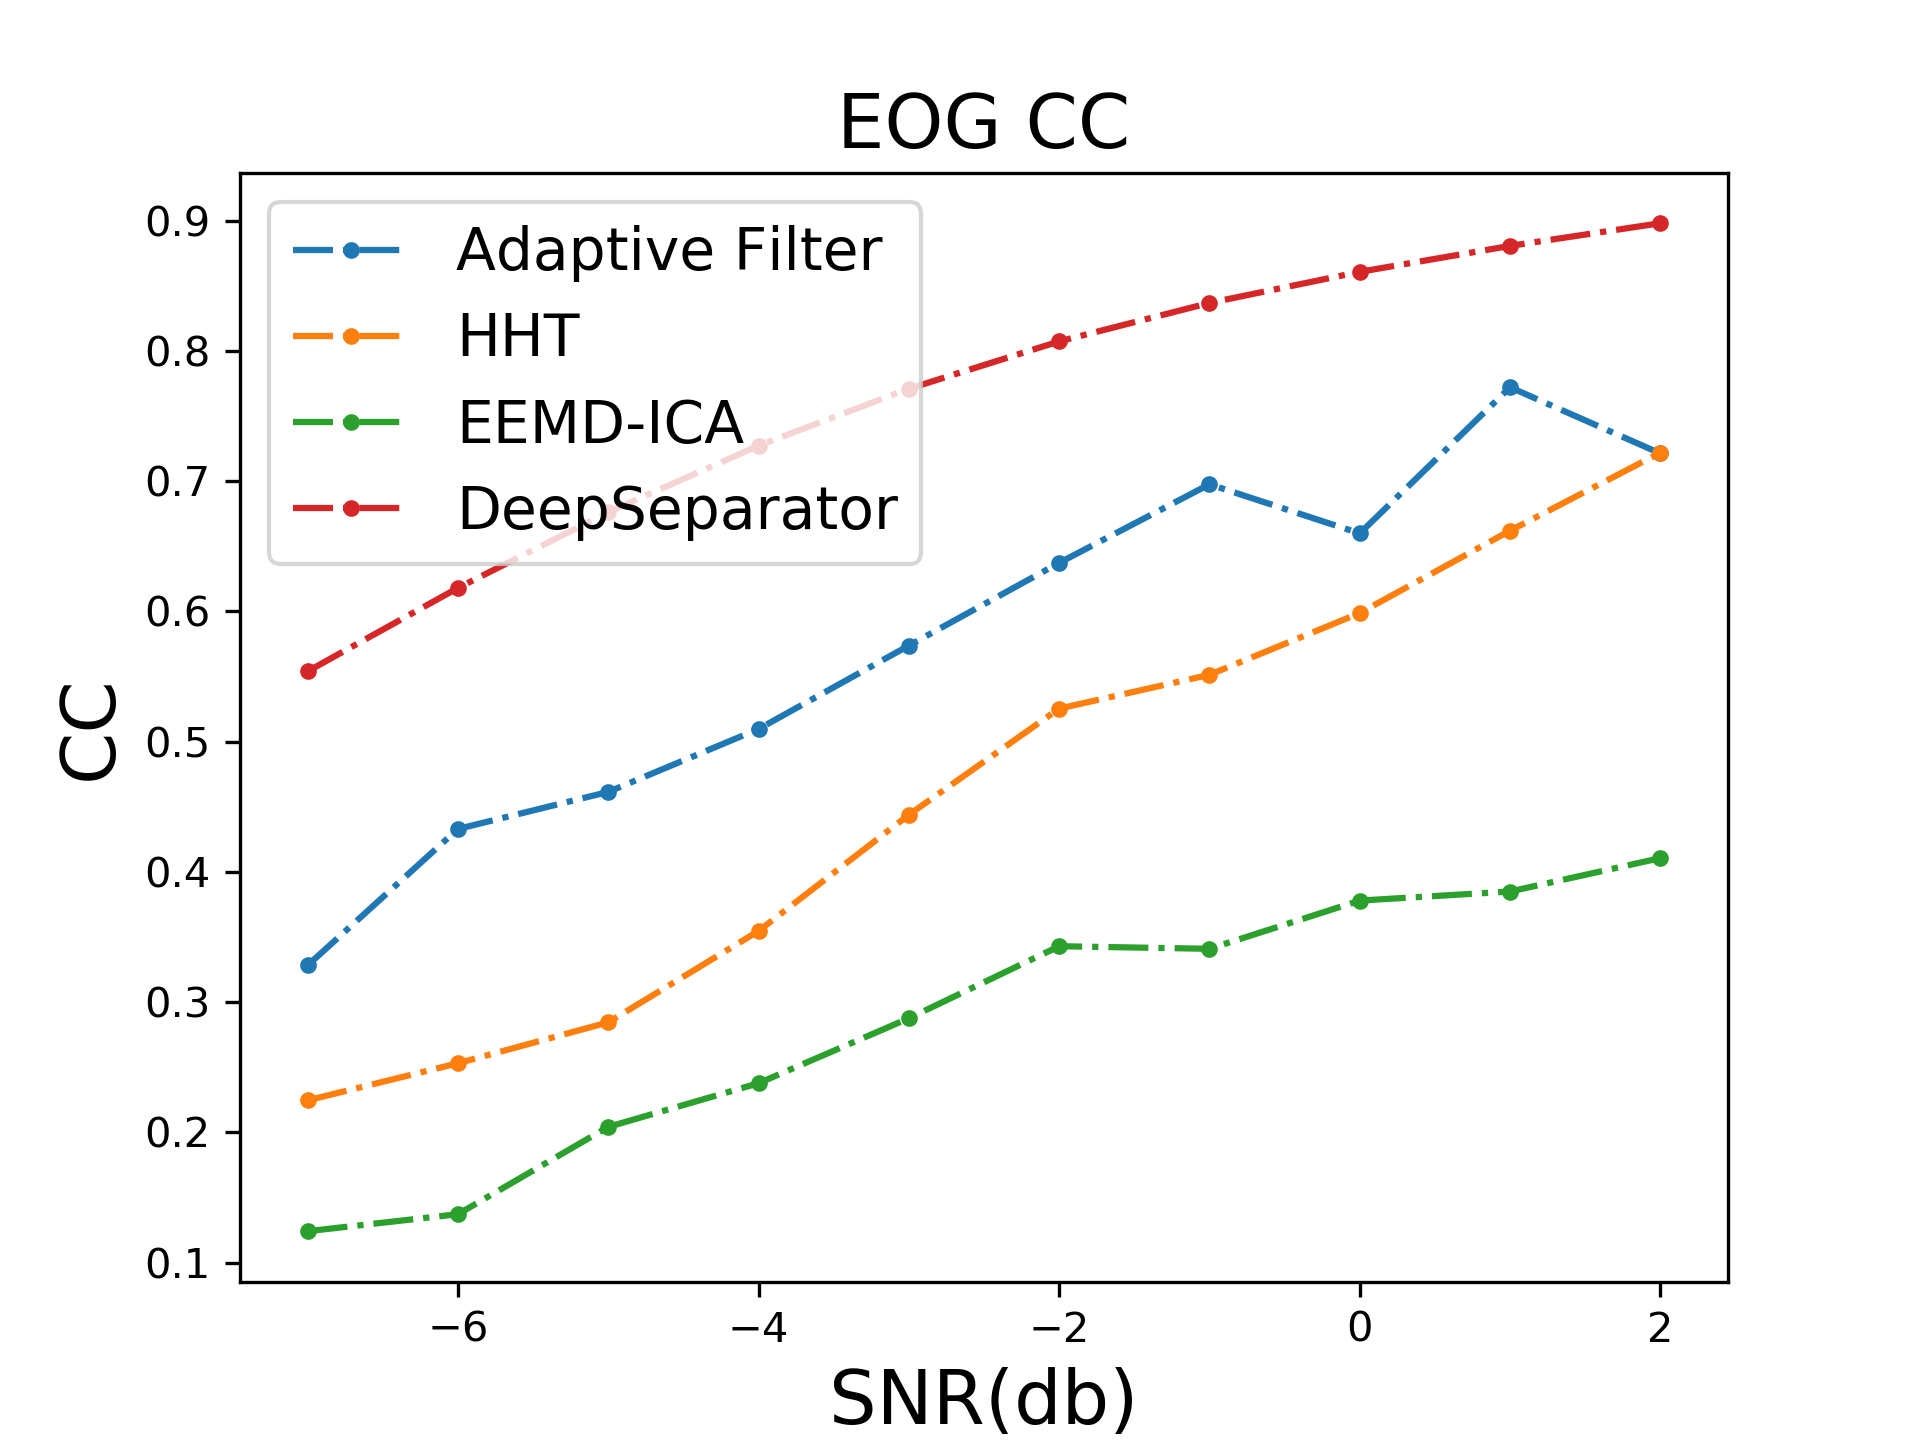 EOG CC
Adaptive Filter
HHT
EEMD-ICA
DeepSeparator
CC
0.9
0.8
0.7
0.6
0.5
0.4
0.3
0.2
0.1
−6 −4 −2 0 2
SNR(db)